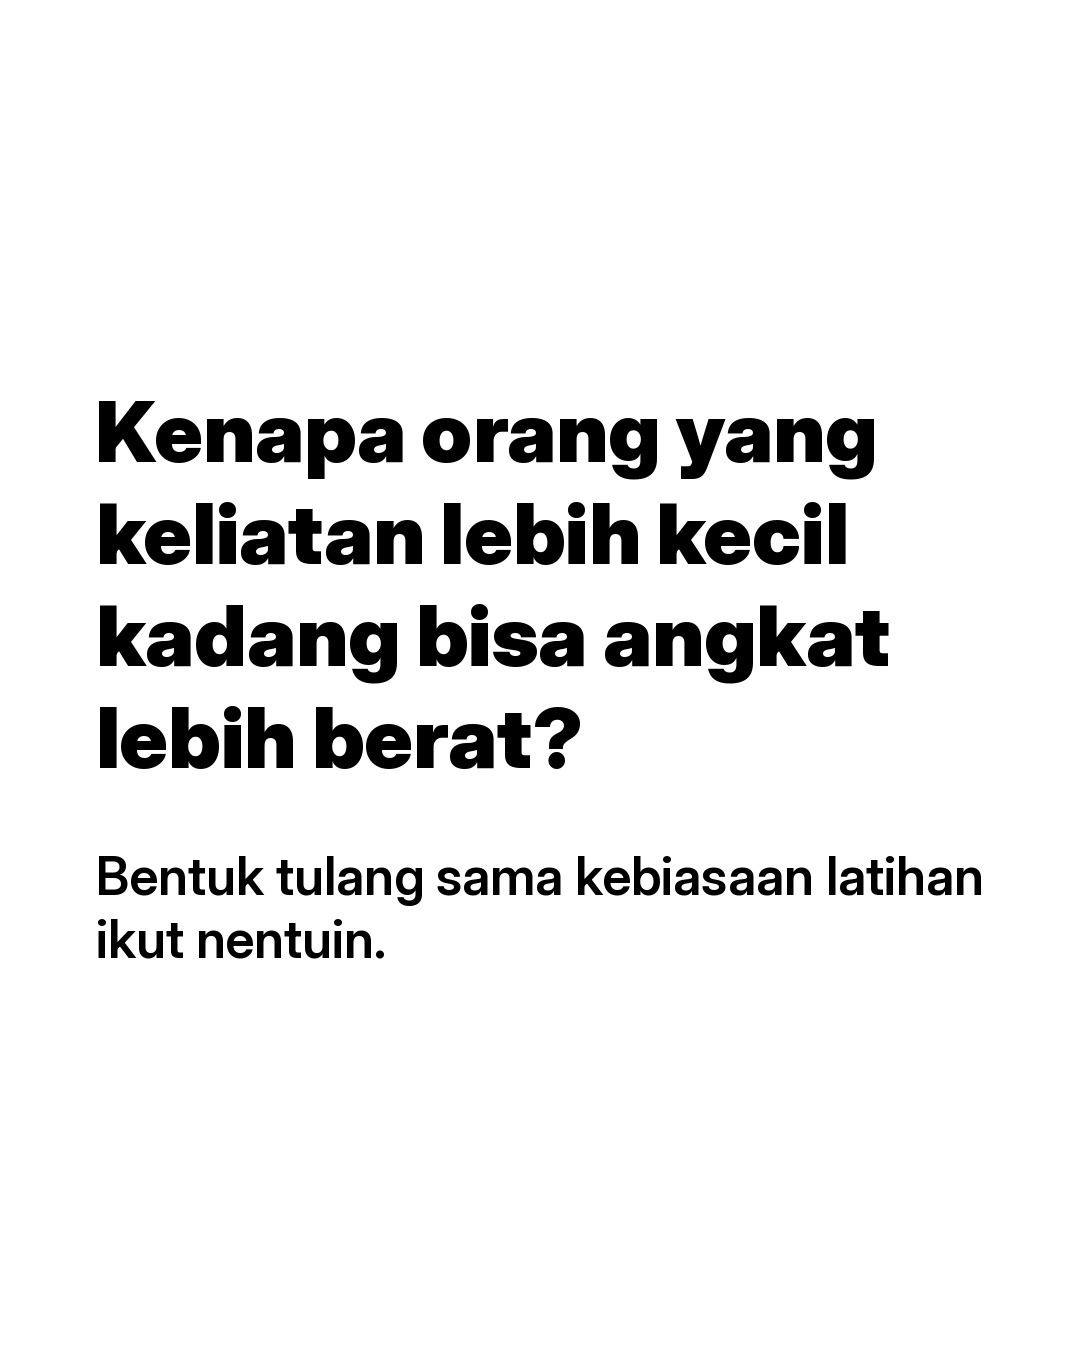 Kenapa orang yang
keliatan lebih kecil
kadang bisa angkat
lebih berat?
Bentuk tulang sama kebiasaan latihan
ikut nentuin.